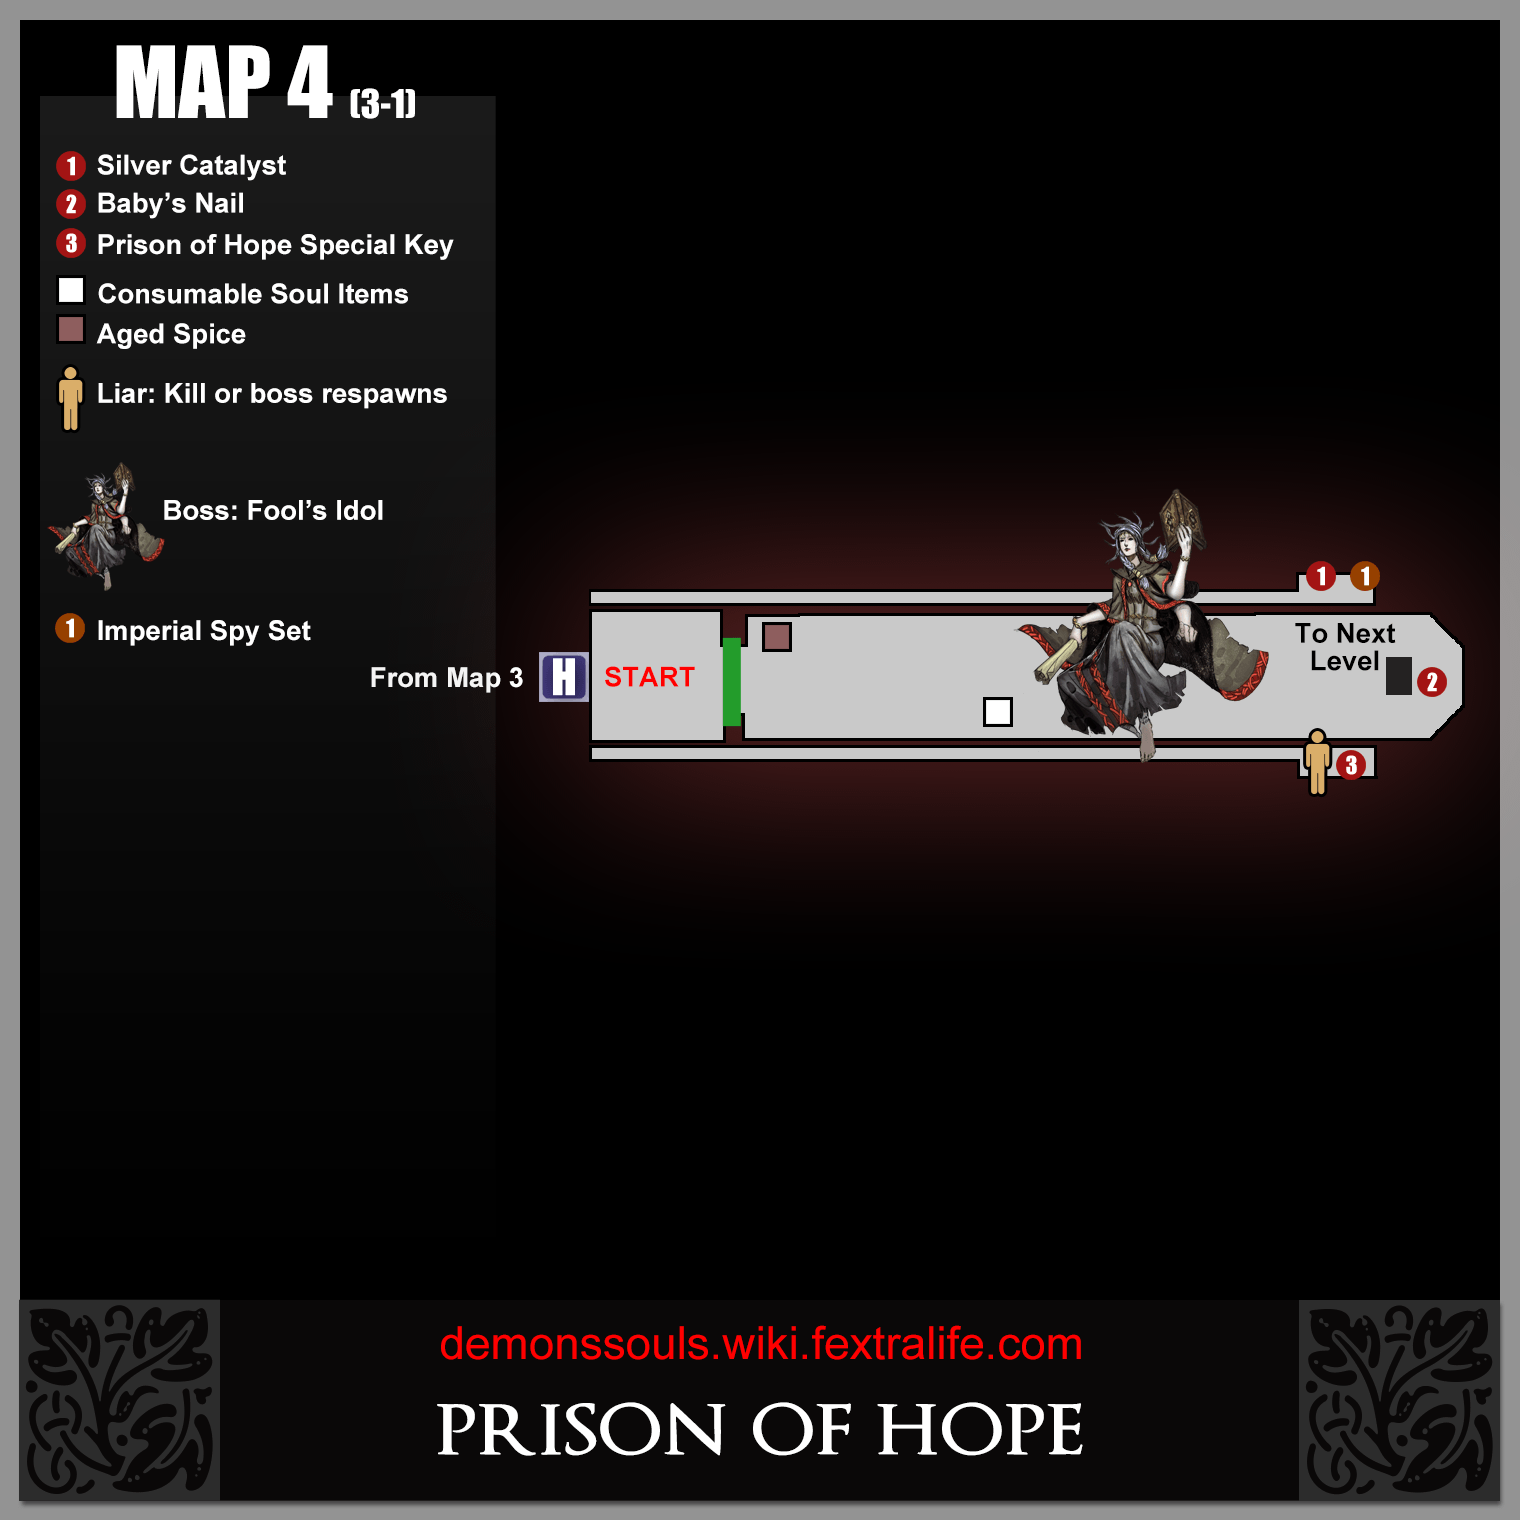 MAP 4 (3-1)
1 Silver Catalyst
2 Baby's Nail
3 Prison of Hope Special Key
Consumable Soul Items
Aged Spice
Liar: Kill or boss respawns
Boss: Fool's Idol
1 Imperial Spy Set
From Map 3
H
START
1
1
To Next
Level
2
3
demonssouls.wiki.fextralife.com
PRISON OF HOPE